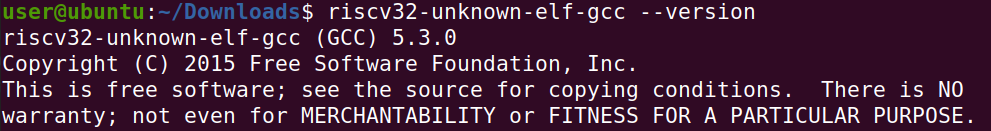 user@ubuntu:~/Downloads$ riscv32-unknown-elf-gcc --version
riscv32-unknown-elf-gcc (GCC) 5.3.0
Copyright (C) 2015 Free Software Foundation, Inc.
This is free software; see the source for copying conditions.  There is NO
warranty; not even for MERCHANTABILITY or FITNESS FOR A PARTICULAR PURPOSE.